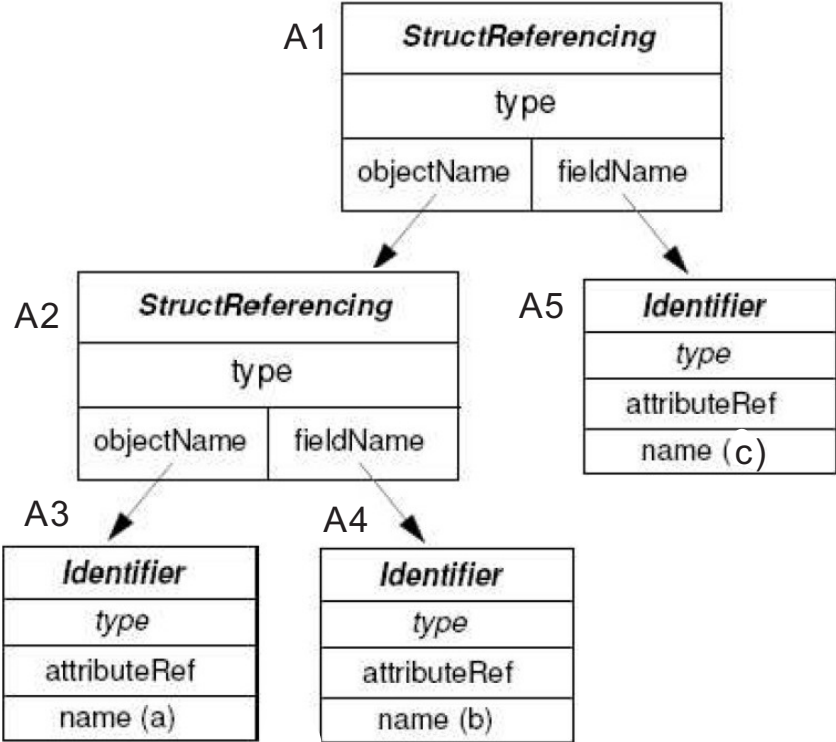 A1
StructReferencing
type
objectName fieldName
A2
StructReferencing
type
objectName fieldName
A5
Identifier
type
attributeRef
name (c)
A3
Identifier
type
attributeRef
name (a)
A4
Identifier
type
attributeRef
name (b)